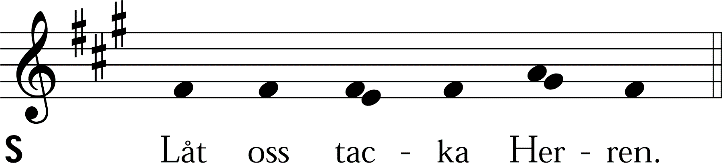 S Låt oss tac - ka Her - ren.